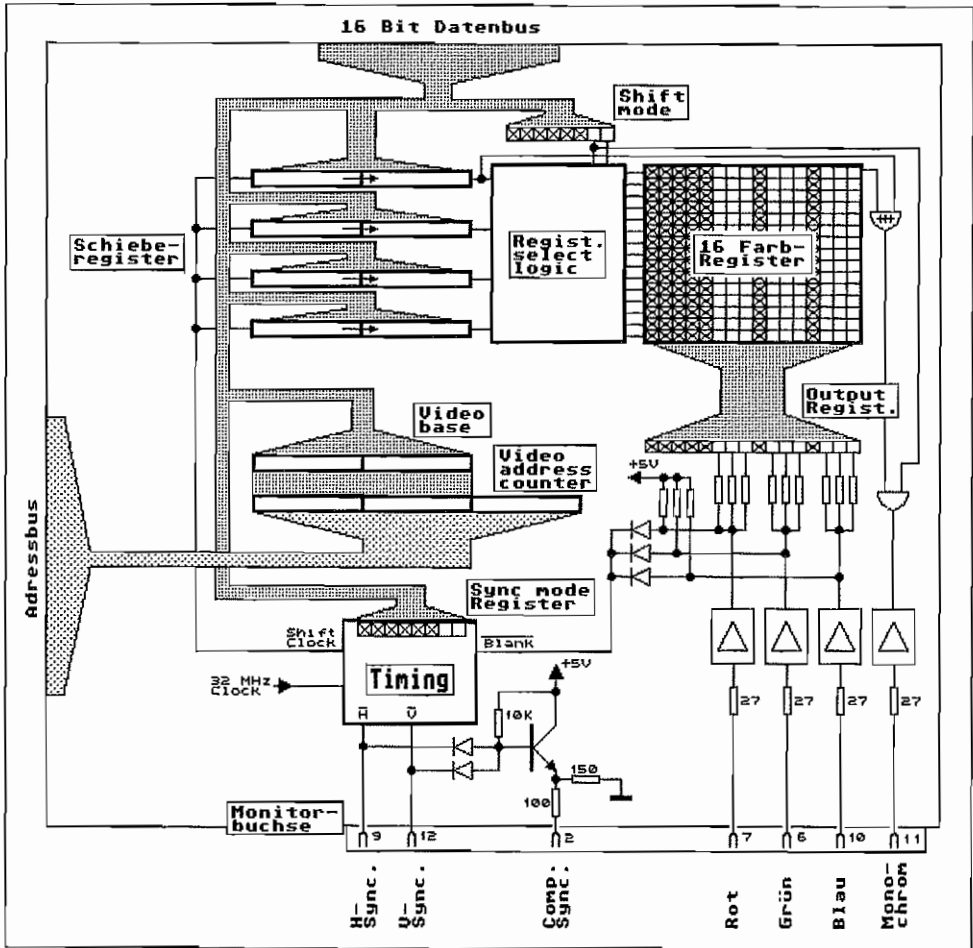 16 Bit Datenbus
Shift
mode
Schiebe-
register
Regist.
select
logic
16 Farb-
Register
Output
Regist.
Video
base
Video
address
counter
+5V
Adressbus
Sync mode
Register
Shift
Clock
Blank
Timing
32 MHz
Clock
H
V
+5V
10K
150
100
27
27
27
27
Monitor-
buchse
9
12
2
7
6
10
11
H-
Sync.
V-
Sync.
Comp.
Sync.
Rot
Grün
Blau
Mono-
chrom